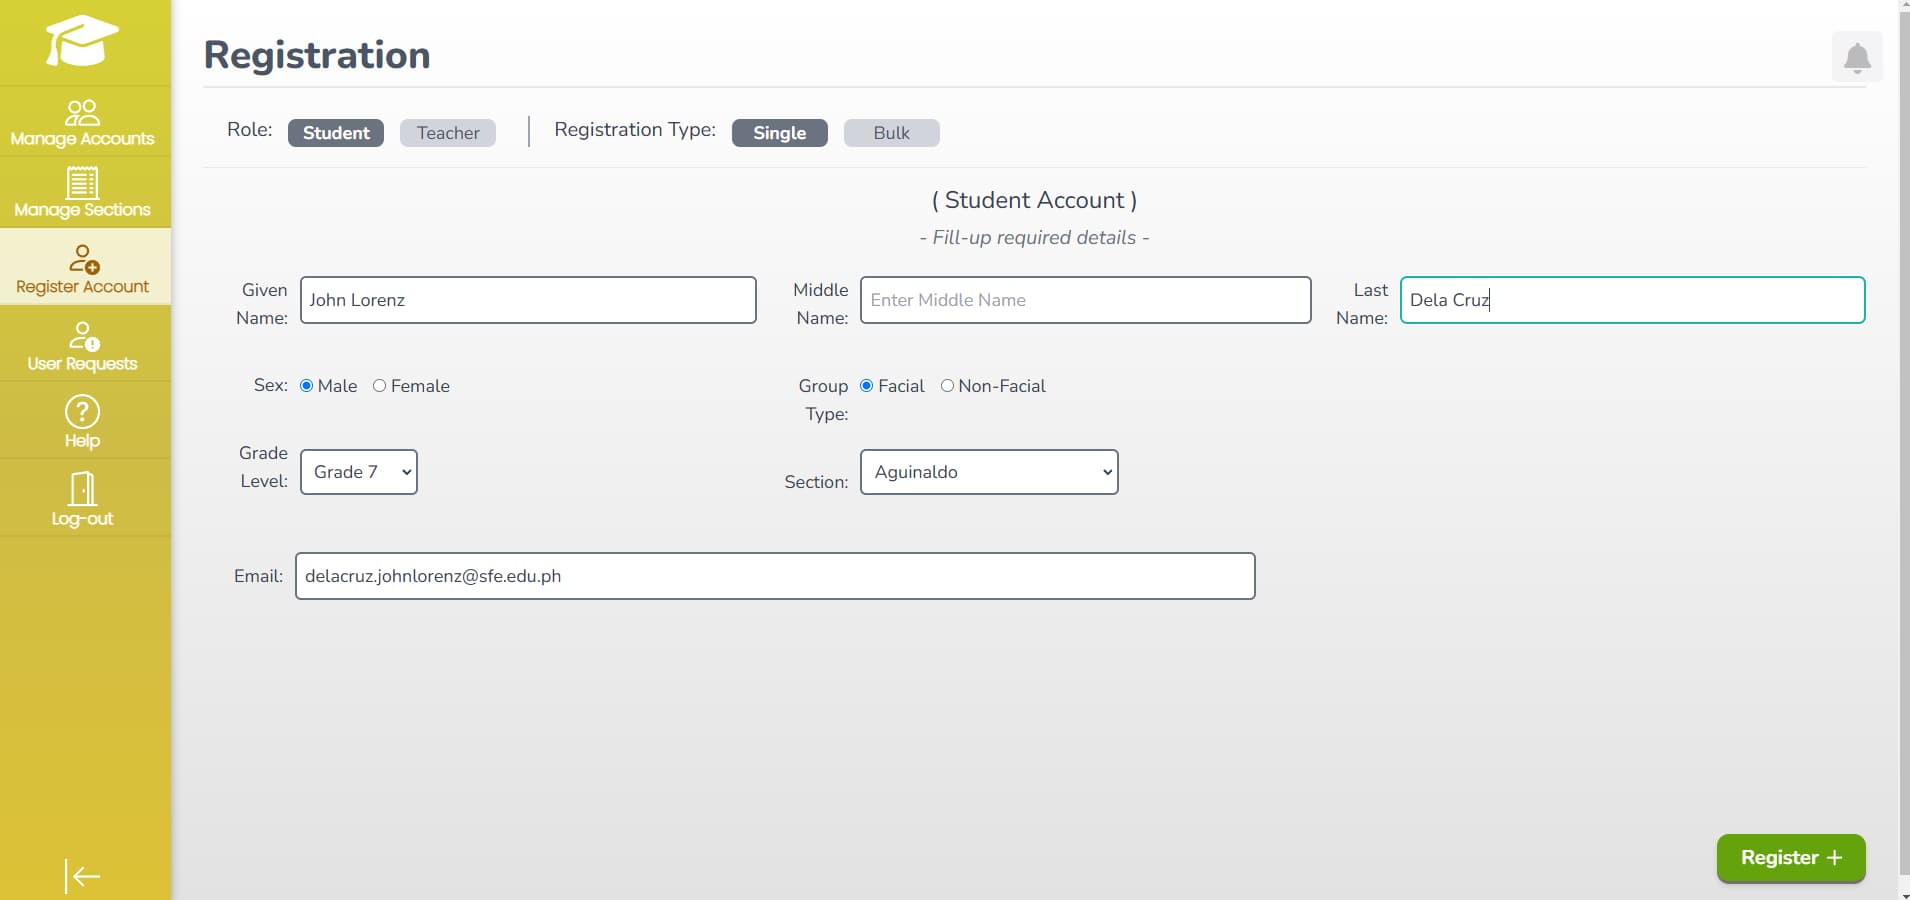 Registration
Manage Accounts
Manage Sections
Register Account
User Requests
Help
Log-out
Role: Student Teacher Registration Type: Single Bulk
( Student Account )
- Fill-up required details -
Given Name: John Lorenz
Middle Name: Enter Middle Name
Last Name: Dela Cruz
Sex: Male Female
Group Type: Facial Non-Facial
Grade Level: Grade 7
Section: Aguinaldo
Email: delacruz.johnlorenz@sfe.edu.ph
Register +